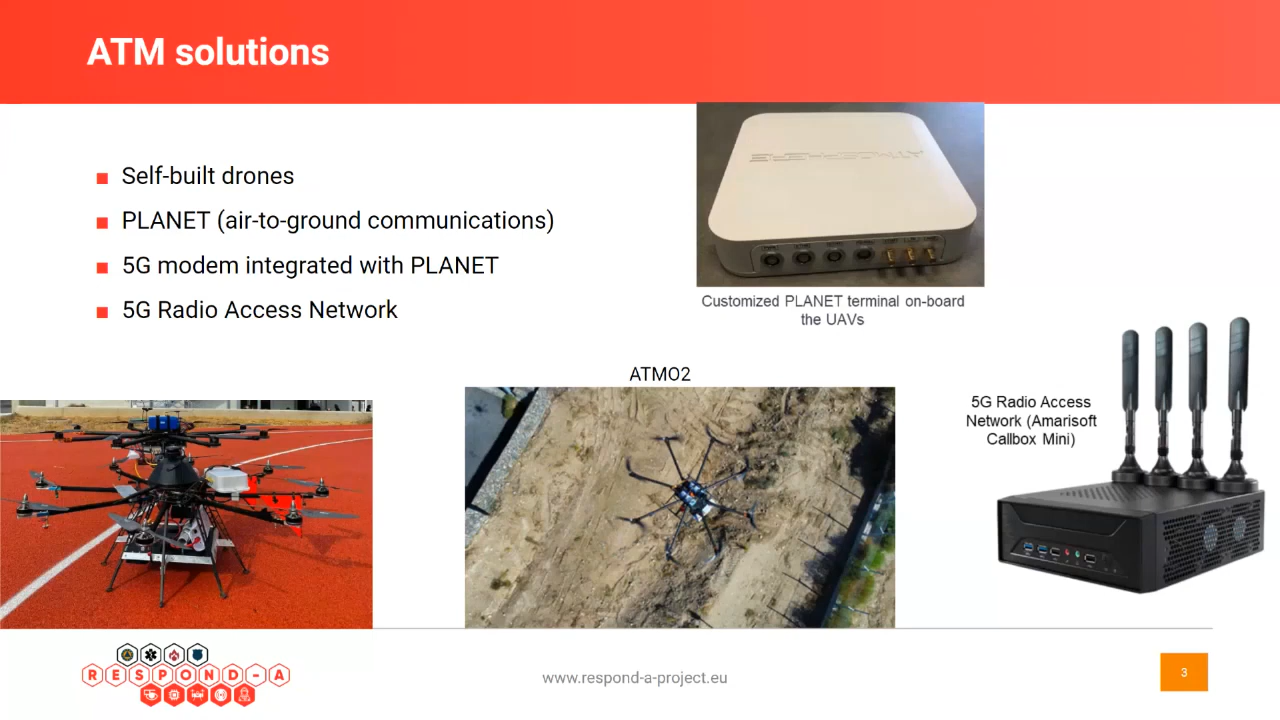 ATM solutions
Self-built drones
PLANET (air-to-ground communications)
5G modem integrated with PLANET
5G Radio Access Network
ATMOSPHERE
Customized PLANET terminal on-board
the UAVs
ATMO2
5G Radio Access
Network (Amarisoft
Callbox Mini)
RESPOND-A
www.respond-a-project.eu
3